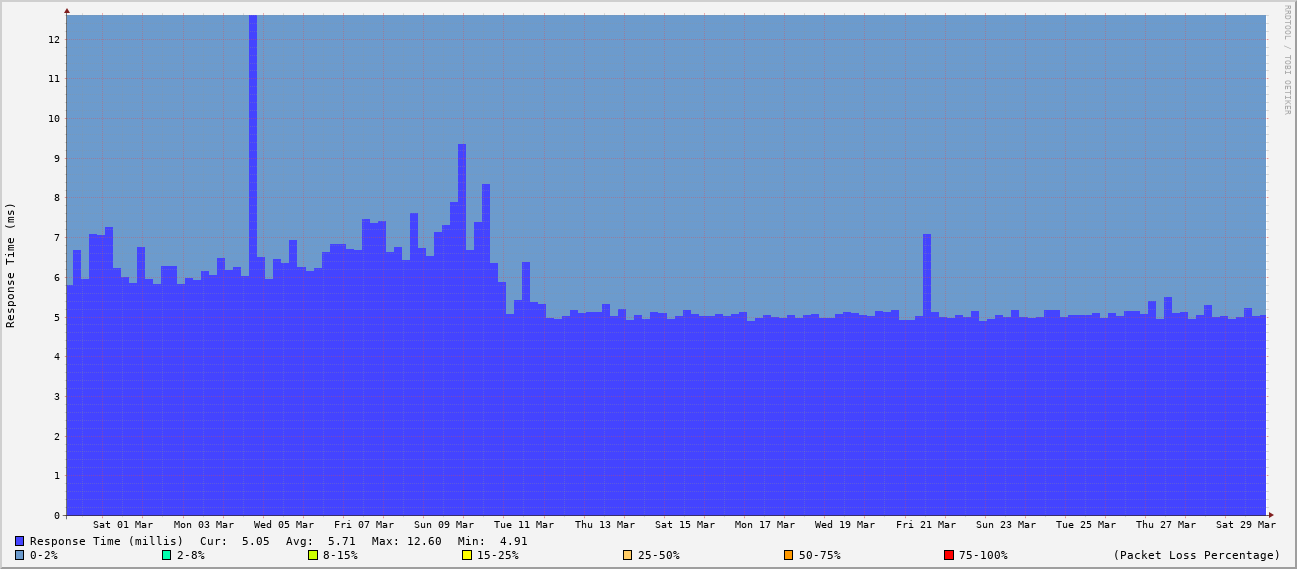 RRDTOOL / TOBI OETIKER
Response Time (ms)
12
11
10
9
8
7
6
5
4
3
2
1
0
Sat 01 Mar Mon 03 Mar Wed 05 Mar Fri 07 Mar Sun 09 Mar Tue 11 Mar Thu 13 Mar Sat 15 Mar Mon 17 Mar Wed 19 Mar Fri 21 Mar Sun 23 Mar Tue 25 Mar Thu 27 Mar Sat 29 Mar
Response Time (millis) Cur: 5.05 Avg: 5.71 Max: 12.60 Min: 4.91
0-2% 2-8% 8-15% 15-25% 25-50% 50-75% 75-100% (Packet Loss Percentage)